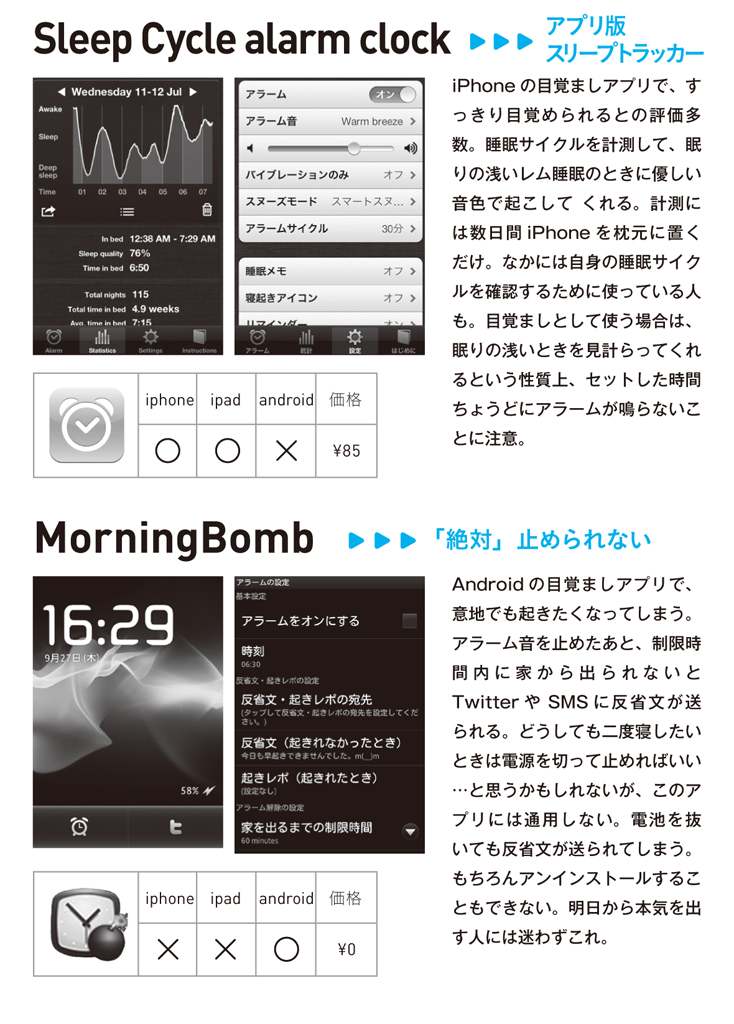 Sleep Cycle alarm clock
アプリ版
スリープトラッカー
Wednesday 11-12 Jul
Awake
Sleep
Deep
sleep
Time 01 02 03 04 05 06 07
In bed 12:38 AM - 7:29 AM
Sleep quality 76%
Time in bed 6:50
Total nights 115
Total time in bed 4.9 weeks
Avg. time in bed 7:15
Alarm Statistics Settings Instructions
アラーム オン
アラーム音 Warm breeze
バイブレーションのみ オフ
スヌーズモード スマートスヌ...
アラームサイクル 30分
睡眠メモ オフ
寝起きアイコン オフ
リマインダー オン
アラーム 統計 設定 はじめに
iPhoneの目覚ましアプリで、す
っきり目覚められるとの評価多
数。睡眠サイクルを計測して、眠
りの浅いレム睡眠のときに優しい
音色で起こして くれる。計測に
は数日間 iPhone を枕元に置く
だけ。なかには自身の睡眠サイク
ルを確認するために使っている人
も。目覚ましとして使う場合は、
眠りの浅いときを見計らってくれ
るという性質上、セットした時間
ちょうどにアラームが鳴らないこ
とに注意。
iphone ipad android 価格
○ ○ × ¥85
MorningBomb
「絶対」止められない
16:29
9月27日(木)
58%
アラームの設定
基本設定
アラームをオンにする
時刻
06:30
反省文・起きレポの設定
反省文・起きレポの宛先
(タップして反省文・起きレポの宛先を設定してくだ
さい。)
反省文（起きれなかったとき）
今日も早起きできませんでした。m(__)m
起きレポ（起きれたとき）
(設定なし)
アラーム解除の設定
家を出るまでの制限時間
60 minutes
Androidの目覚ましアプリで、
意地でも起きたくなってしまう。
アラーム音を止めたあと、制限時
間内に家から出られないと
Twitterや SMSに反省文が送
られる。どうしても二度寝したい
ときは電源を切って止めればいい
…と思うかもしれないが、このア
プリには通用しない。電池を抜
いても反省文が送られてしまう。
もちろんアンインストールするこ
ともできない。明日から本気を出
す人には迷わずこれ。
iphone ipad android 価格
× × ○ ¥0